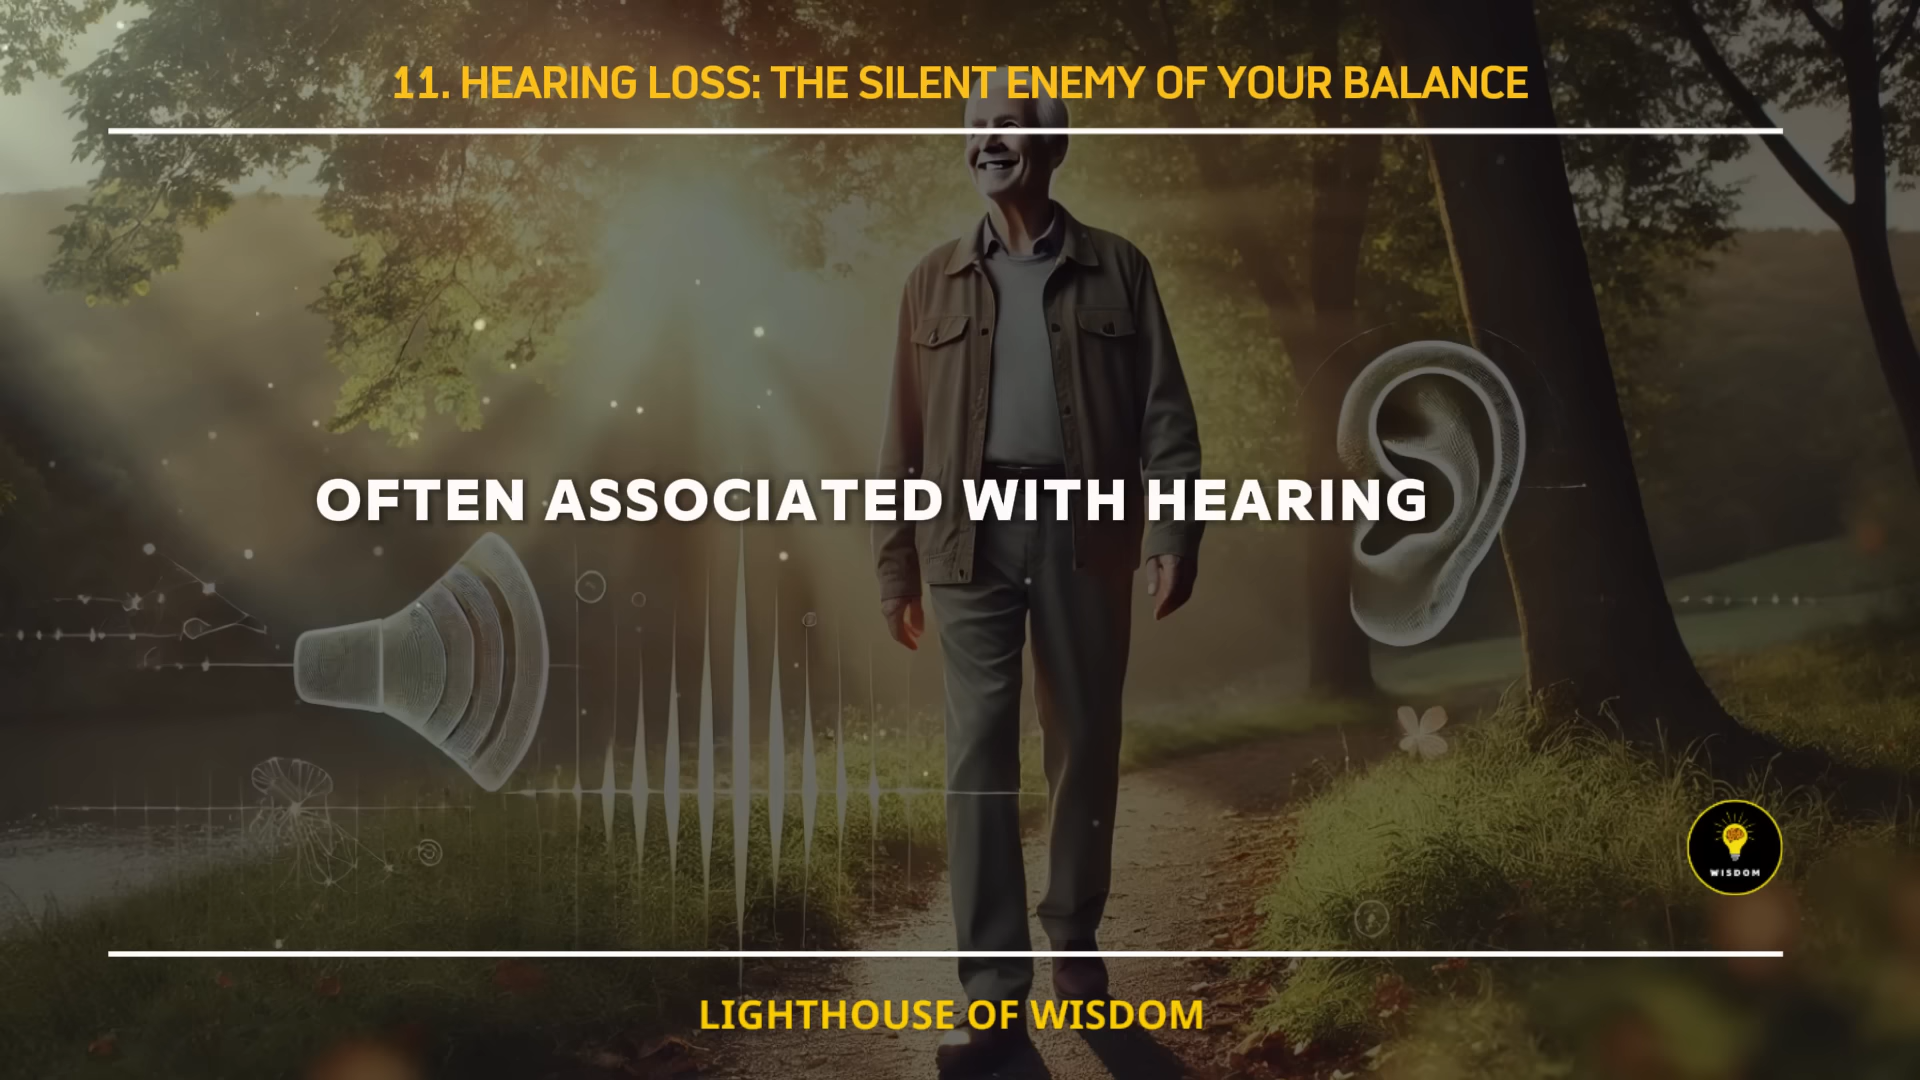 11. HEARING LOSS: THE SILENT ENEMY OF YOUR BALANCE
OFTEN ASSOCIATED WITH HEARING
WISDOM
LIGHTHOUSE OF WISDOM